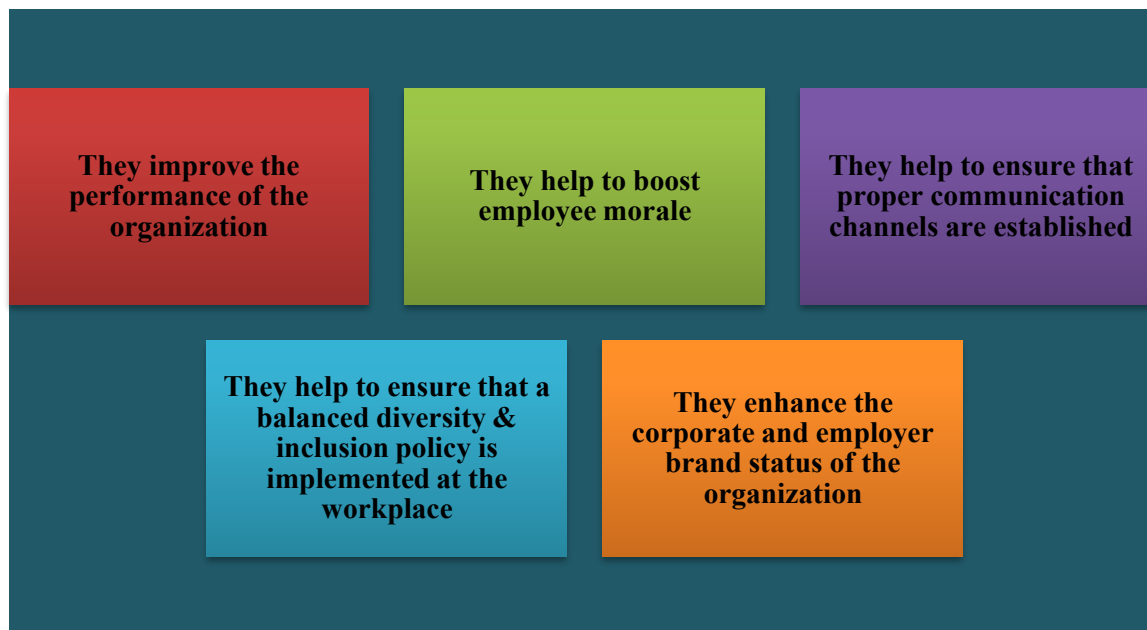 They improve the
performance of the
organization
They help to boost
employee morale
They help to ensure that
proper communication
channels are established
They help to ensure that a
balanced diversity &
inclusion policy is
implemented at the
workplace
They enhance the
corporate and employer
brand status of the
organization